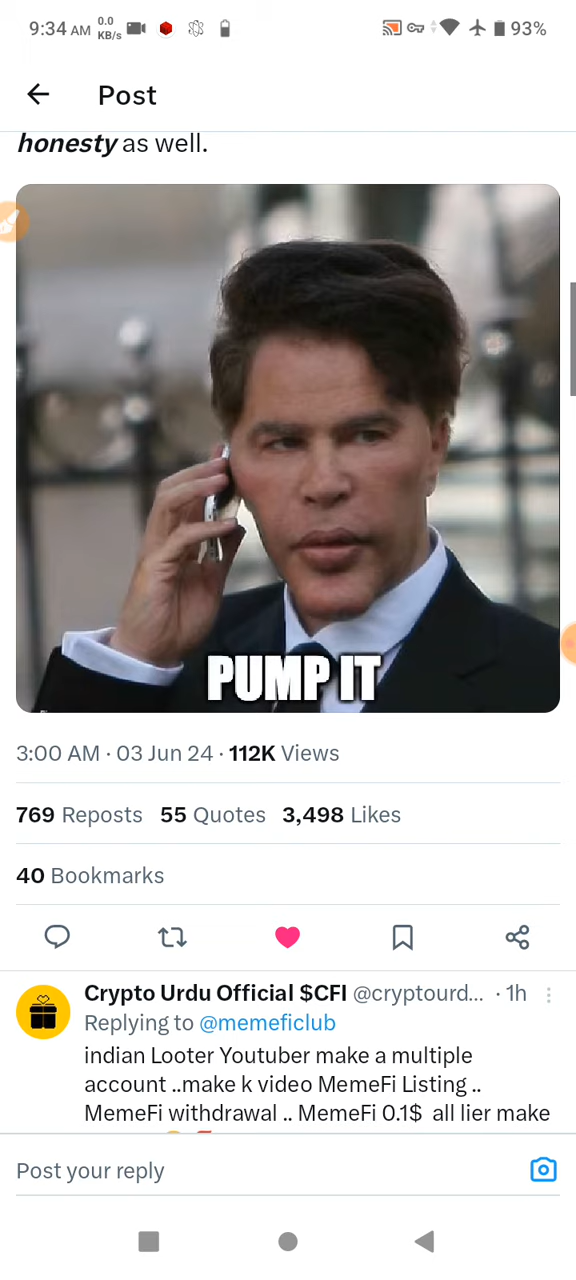 9:34 AM 0.0 KB/s 93%
Post
honesty as well.
PUMP IT
3:00 AM · 03 Jun 24 · 112K Views
769 Reposts 55 Quotes 3,498 Likes
40 Bookmarks
Crypto Urdu Official $CFI @cryptourd... · 1h
Replying to @memeficlub
indian Looter Youtuber make a multiple
account ..make k video MemeFi Listing ..
MemeFi withdrawal .. MemeFi 0.1$ all lier make
Post your reply